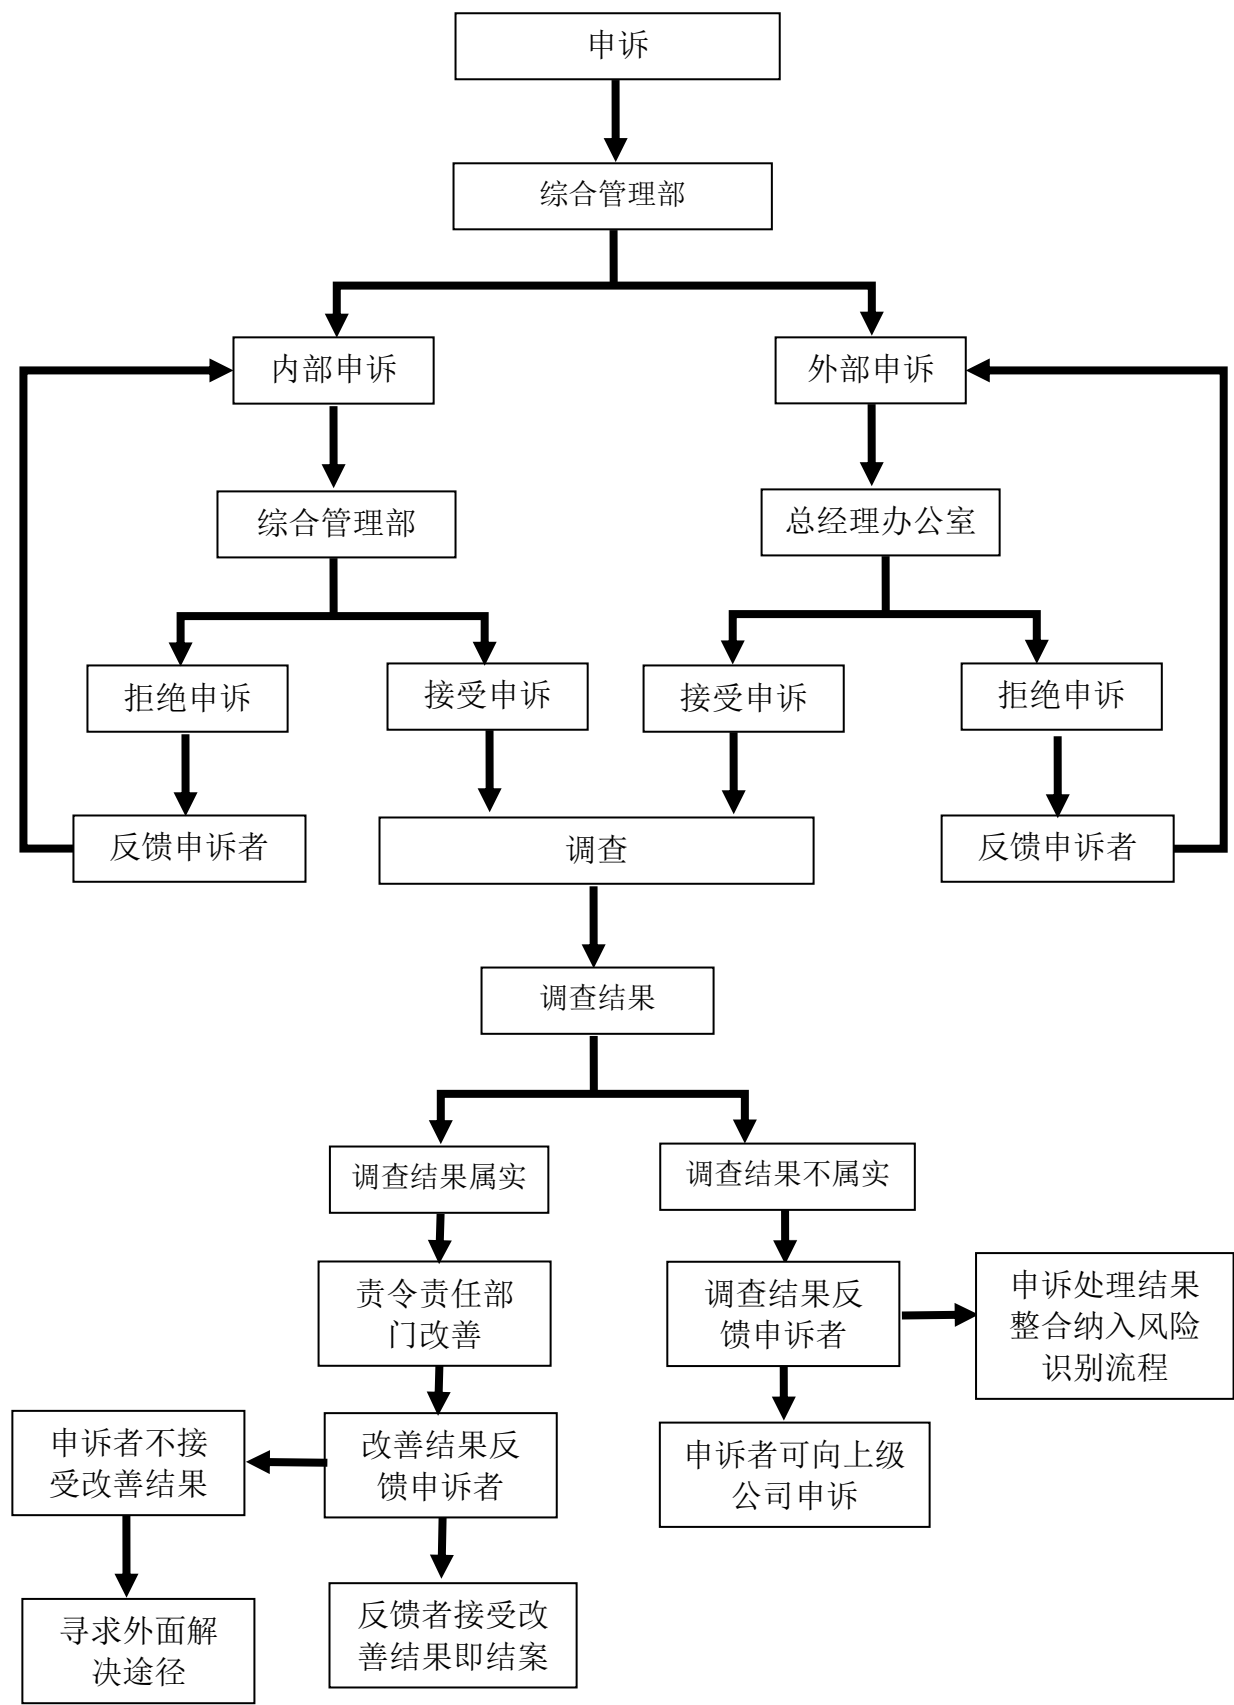 申诉
综合管理部
内部申诉
外部申诉
综合管理部
总经理办公室
拒绝申诉
接受申诉
接受申诉
拒绝申诉
反馈申诉者
调查
反馈申诉者
调查结果
调查结果属实
调查结果不属实
责令责任部
门改善
调查结果反
馈申诉者
申诉处理结果
整合纳入风险
识别流程
申诉者不接
受改善结果
改善结果反
馈申诉者
申诉者可向上级
公司申诉
寻求外面解
决途径
反馈者接受改
善结果即结案